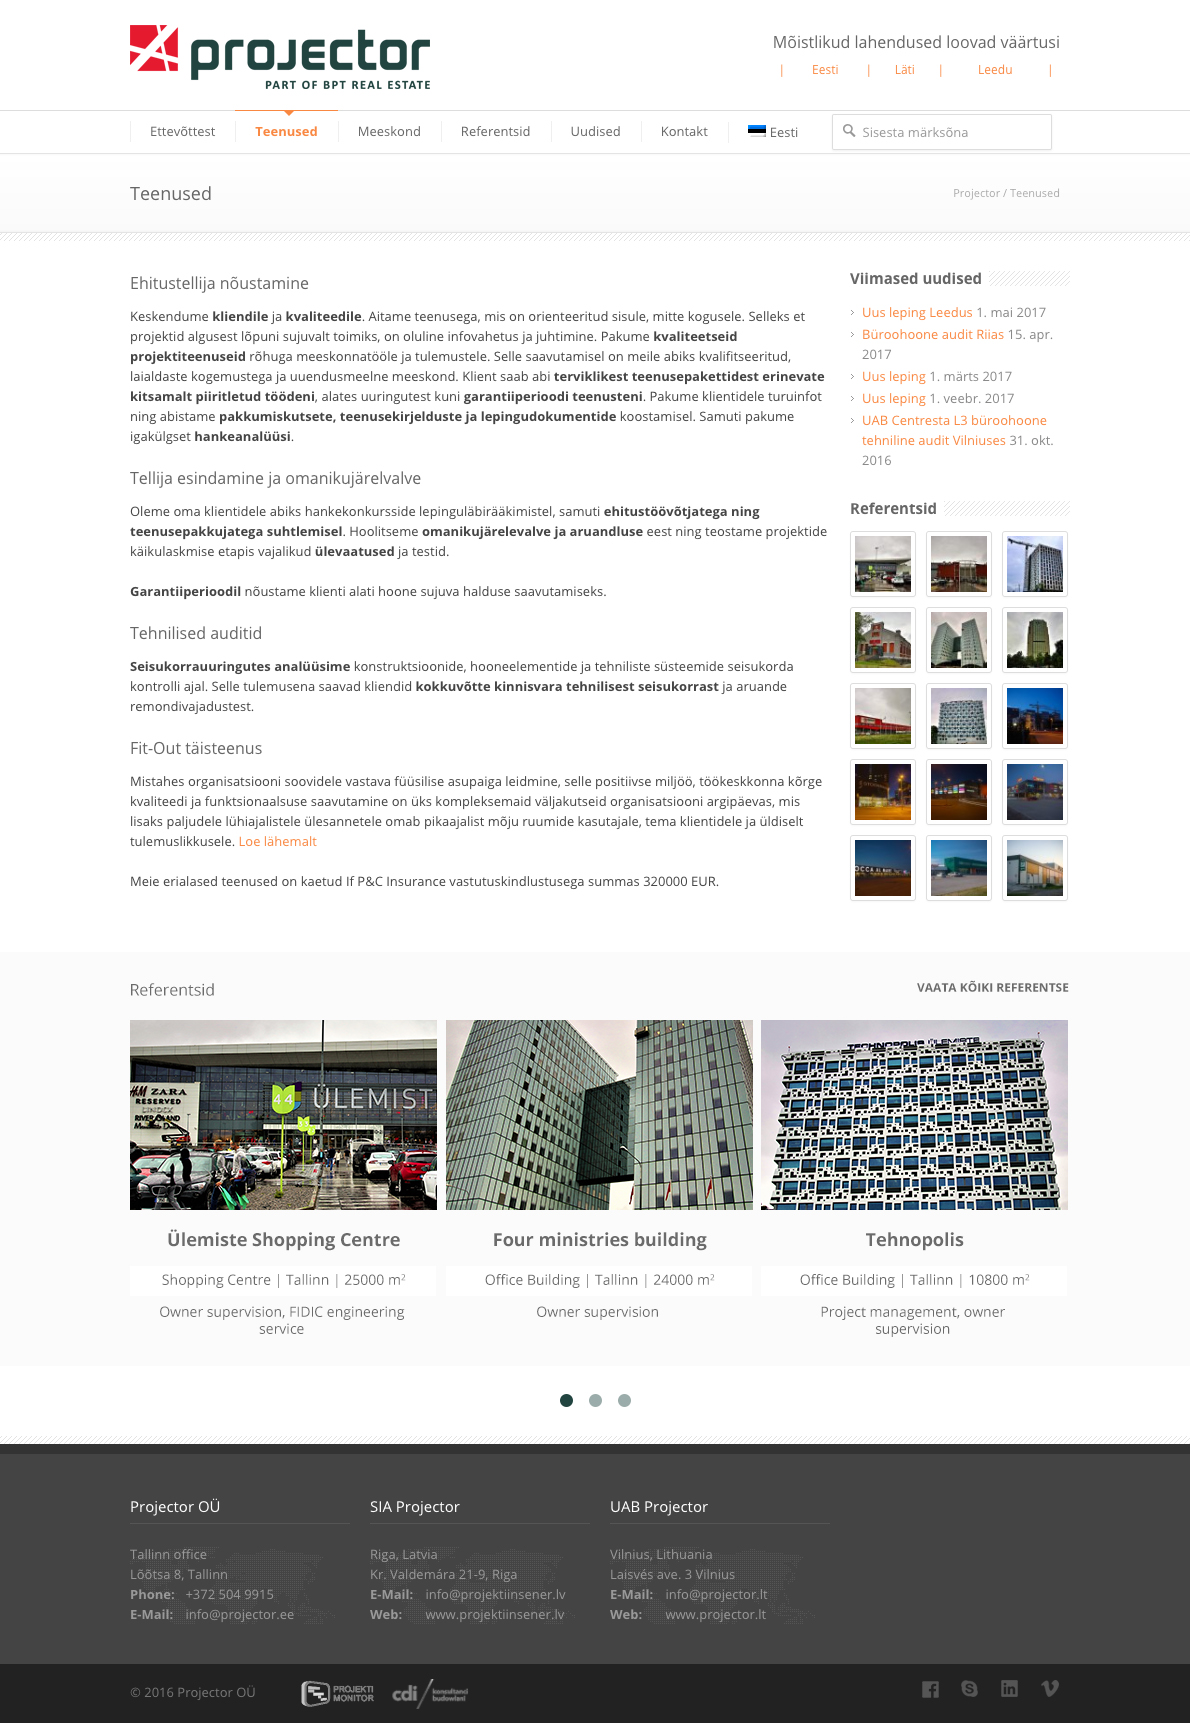 projector
PART OF BPT REAL ESTATE
Mõistlikud lahendused loovad väärtusi
| Eesti | Läti | Leedu |
Ettevõttest Teenused Meeskond Referentsid Uudised Kontakt Eesti Sisesta märksõna
Teenused
Projector / Teenused
Ehitustellija nõustamine
Keskendume kliendile ja kvaliteedile. Aitame teenusega, mis on orienteeritud sisule, mitte kogusele. Selleks et
projektid algusest lõpuni sujuvalt toimiks, on oluline infovahetus ja juhtimine. Pakume kvaliteetseid
projektiteenuseid rõhuga meeskonnatööle ja tulemustele. Selle saavutamisel on meile abiks kvalifitseeritud,
laialdaste kogemustega ja uuendusmeelne meeskond. Klient saab abi terviklikest teenusepakettidest erinevate
kitsamalt piiritletud töödeni, alates uuringutest kuni garantiiperioodi teenusteni. Pakume klientidele turuinfot
ning abistame pakkumiskutsete, teenusekirjelduste ja lepingudokumentide koostamisel. Samuti pakume
igakülgset hankeanalüüsi.
Tellija esindamine ja omanikujärelvalve
Oleme oma klientidele abiks hankekonkursside lepinguläbirääkimistel, samuti ehitustöövõtjatega ning
teenusepakkujatega suhtlemisel. Hoolitseme omanikujärelevalve ja aruandluse eest ning teostame projektide
käikulaskmise etapis vajalikud ülevaatused ja testid.
Garantiiperioodil nõustame klienti alati hoone sujuva halduse saavutamiseks.
Tehnilised auditid
Seisukorrauuringutes analüüsime konstruktsioonide, hooneelementide ja tehniliste süsteemide seisukorda
kontrolli ajal. Selle tulemusena saavad kliendid kokkuvõtte kinnisvara tehnilisest seisukorrast ja aruande
remondivajadustest.
Fit-Out täisteenus
Mistahes organisatsiooni soovidele vastava füüsilise asupaiga leidmine, selle positiivse miljöö, töökeskkonna kõrge
kvaliteedi ja funktsionaalsuse saavutamine on üks kompleksemaid väljakutseid organisatsiooni argipäevas, mis
lisaks paljudele lühiajalistele ülesannetele omab pikaajalist mõju ruumide kasutajale, tema klientidele ja üldiselt
tulemuslikkusele. Loe lähemalt
Meie erialased teenused on kaetud If P&C Insurance vastutuskindlustusega summas 320000 EUR.
Viimased uudised
Uus leping Leedus 1. mai 2017
Büroohoone audit Riias 15. apr.
2017
Uus leping 1. märts 2017
Uus leping 1. veebr. 2017
UAB Centresta L3 büroohoone
tehniline audit Vilniuses 31. okt.
2016
Referentsid
Referentsid
VAATA KÕIKI REFERENTSE
H&M ZARA
RESERVED
LINDEX
RIVER ISLAND
44 ÜLEMIST
TECHNOPOLIS ÜLEMISTE
Ülemiste Shopping Centre
Shopping Centre | Tallinn | 25000 m²
Owner supervision, FIDIC engineering
service
Four ministries building
Office Building | Tallinn | 24000 m²
Owner supervision
Tehnopolis
Office Building | Tallinn | 10800 m²
Project management, owner
supervision
Projector OÜ
Tallinn office
Lõõtsa 8, Tallinn
Phone: +372 504 9915
E-Mail: info@projector.ee
SIA Projector
Riga, Latvia
Kr. Valdemára 21-9, Riga
E-Mail: info@projektiinsener.lv
Web: www.projektiinsener.lv
UAB Projector
Vilnius, Lithuania
Laisvés ave. 3 Vilnius
E-Mail: info@projector.lt
Web: www.projector.lt
© 2016 Projector OÜ
PROJEKTI
MONITOR
cdi konsultanci
budowlani